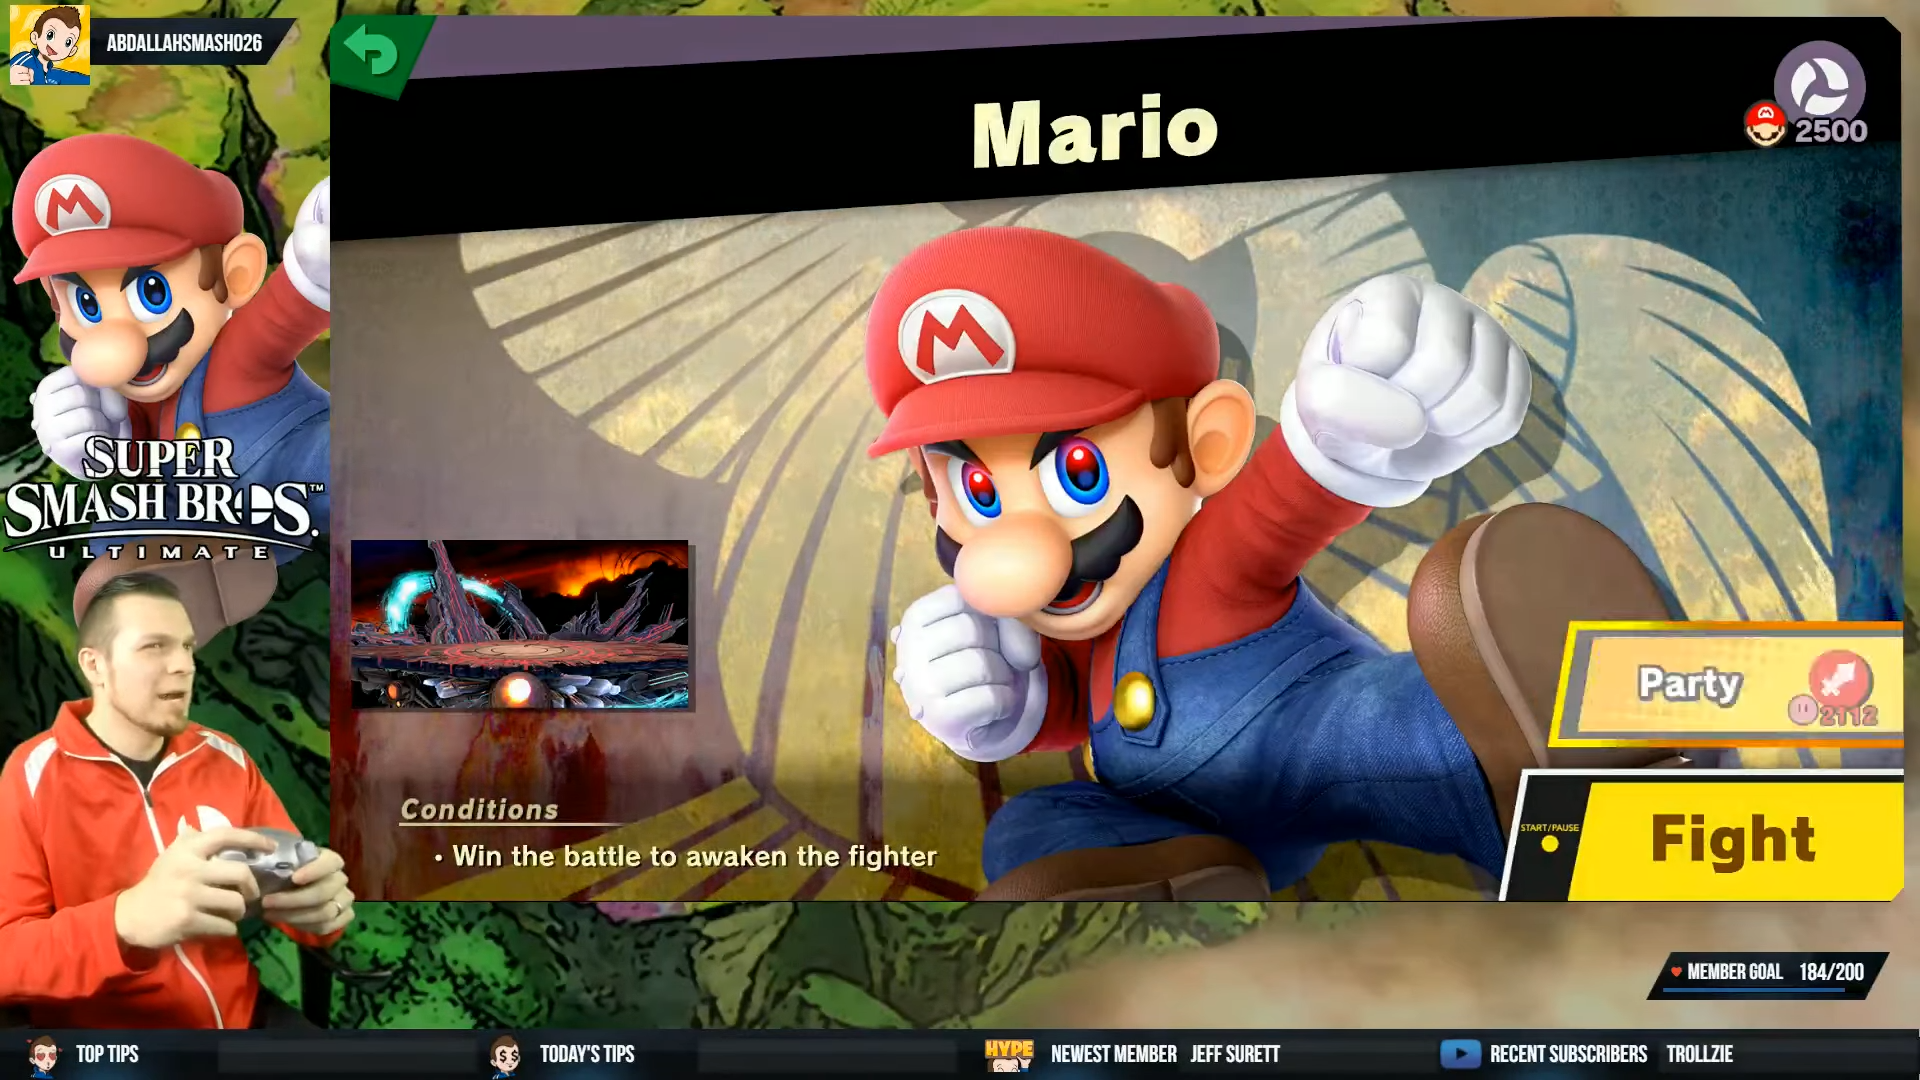 ABDALLAHSMASH026
Mario
2500
M
M
SUPER
SMASH BROS.™
ULTIMATE
Party
2112
Conditions
• Win the battle to awaken the fighter
START/PAUSE
Fight
MEMBER GOAL 184/200
TOP TIPS
TODAY'S TIPS
HYPE
NEWEST MEMBER JEFF SURETT
RECENT SUBSCRIBERS TROLLZIE